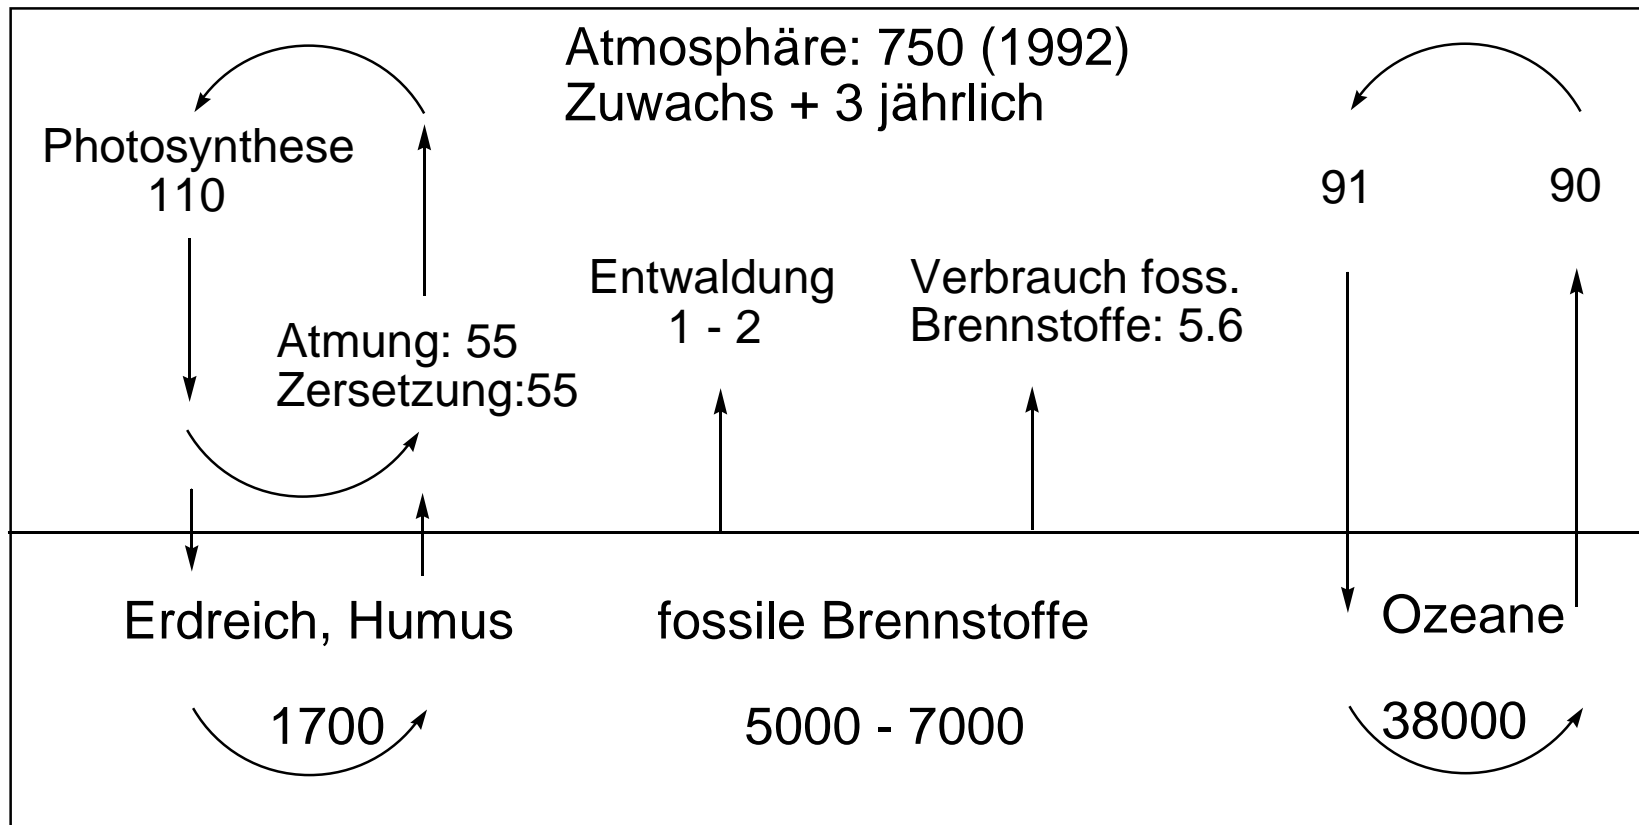 Atmosphäre: 750 (1992)
Zuwachs + 3 jährlich
Photosynthese
110
91
90
Entwaldung
1 - 2
Verbrauch foss.
Brennstoffe: 5.6
Atmung: 55
Zersetzung:55
Erdreich, Humus
1700
fossile Brennstoffe
5000 - 7000
Ozeane
38000